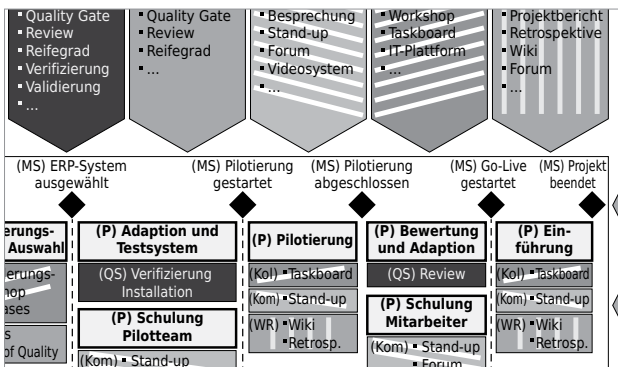 ▪ Quality Gate
▪ Review
▪ Reifegrad
▪ Verifizierung
▪ Validierung
▪ ...
▪ Quality Gate
▪ Review
▪ Reifegrad
▪ ...
▪ Besprechung
▪ Stand-up
▪ Forum
▪ Videosystem
▪ ...
▪ Workshop
▪ Taskboard
▪ IT-Plattform
▪ ...
▪ Projektbericht
▪ Retrospektive
▪ Wiki
▪ Forum
▪ ...
(MS) ERP-System
ausgewählt
(MS) Pilotierung
gestartet
(MS) Pilotierung
abgeschlossen
(MS) Go-Live
gestartet
(MS) Projekt
beendet
erungs-
Auswahl
erungs-
hop
ases
s
of Quality
(P) Adaption und
Testsystem
(QS) Verifizierung
Installation
(P) Schulung
Pilotteam
(Kom) ▪ Stand-up
(P) Pilotierung
(Kol) ▪ Taskboard
(Kom) ▪ Stand-up
(WR) ▪ Wiki
▪ Retrosp.
(P) Bewertung
und Adaption
(QS) Review
(P) Schulung
Mitarbeiter
(Kom) ▪ Stand-up
▪ Forum
(P) Ein-
führung
(Kol) ▪ Taskboard
(Kom) ▪ Stand-up
(WR) ▪ Wiki
▪ Retrosp.